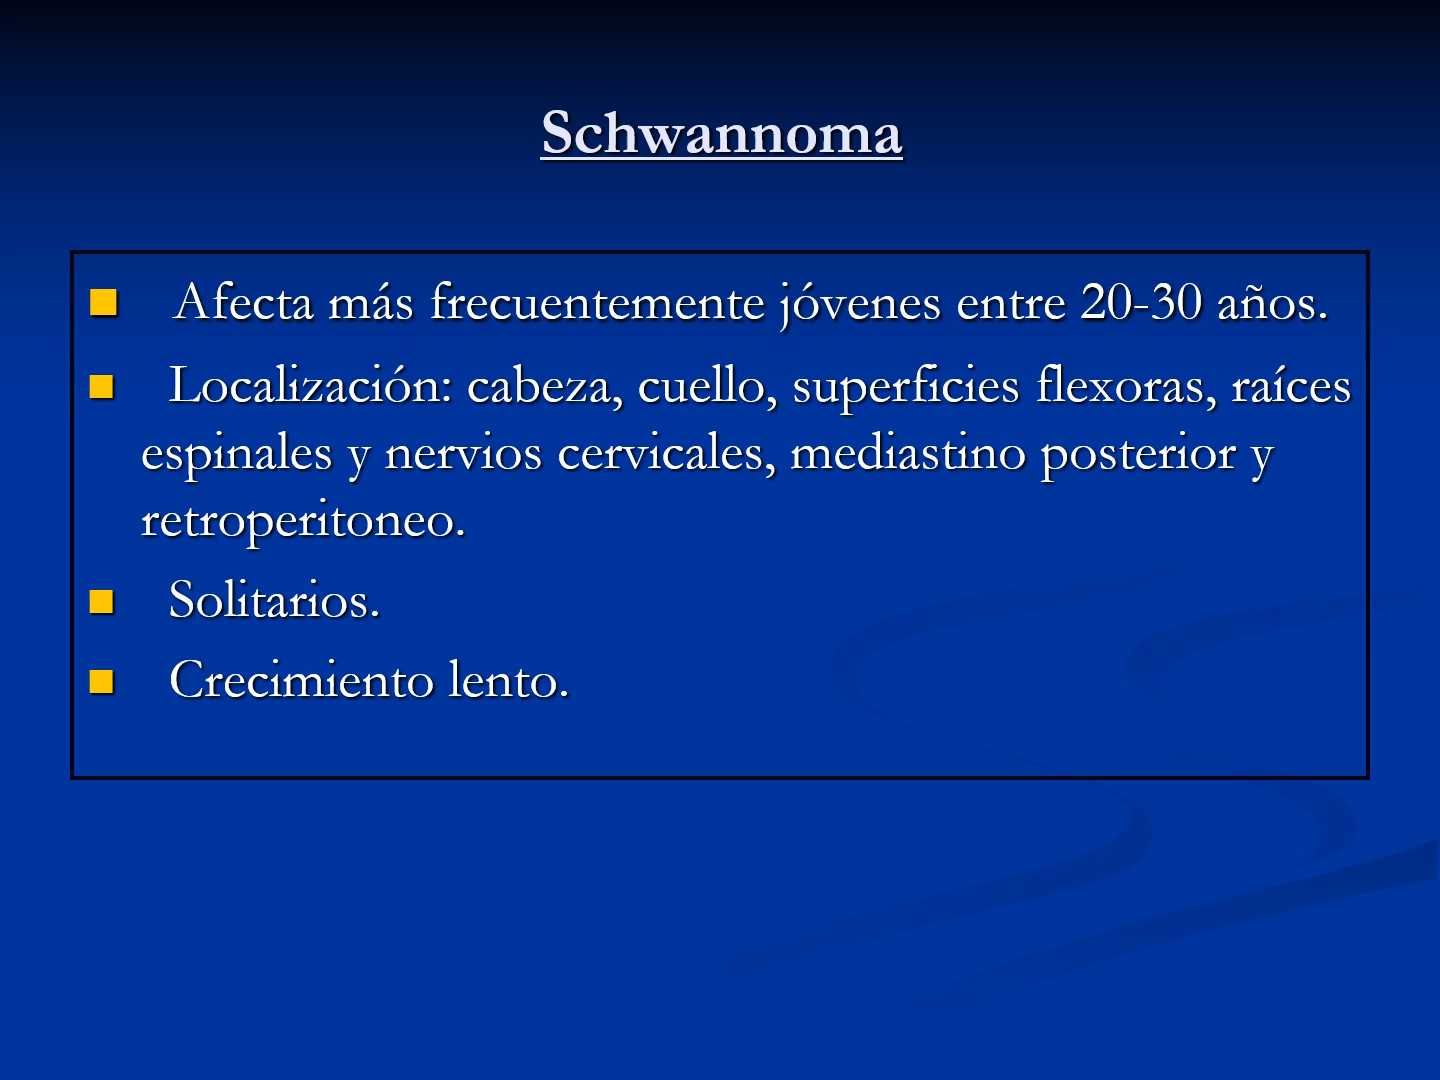 Schwannoma
Afecta más frecuentemente jóvenes entre 20-30 años.
Localización: cabeza, cuello, superficies flexoras, raíces
espinales y nervios cervicales, mediastino posterior y
retroperitoneo.
Solitarios.
Crecimiento lento.